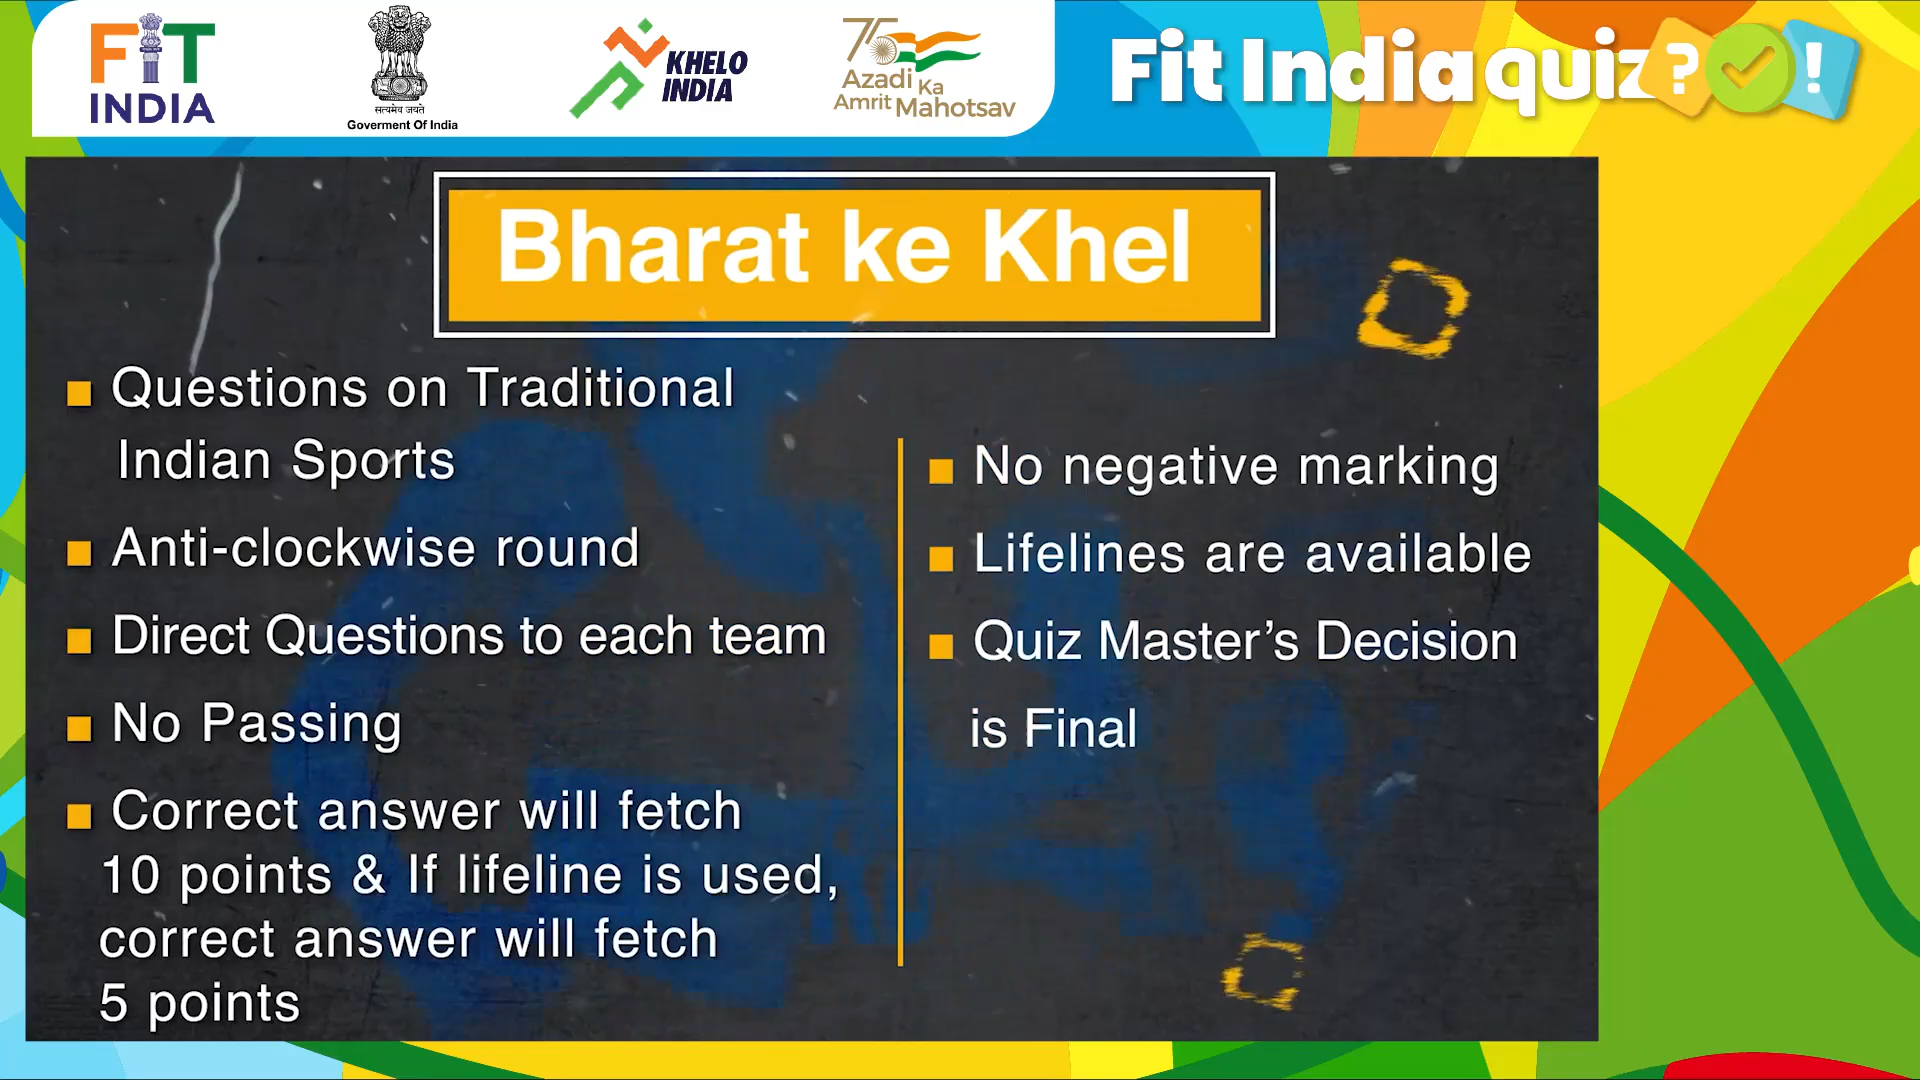 FIT
INDIA
सत्यमेव जयते
Goverment Of India
KHELO
INDIA
75
Azadi Ka
Amrit Mahotsav
Fit India quiz ? !
Bharat ke Khel
Questions on Traditional
Indian Sports
Anti-clockwise round
Direct Questions to each team
No Passing
Correct answer will fetch
10 points & If lifeline is used,
correct answer will fetch
5 points
No negative marking
Lifelines are available
Quiz Master’s Decision
is Final